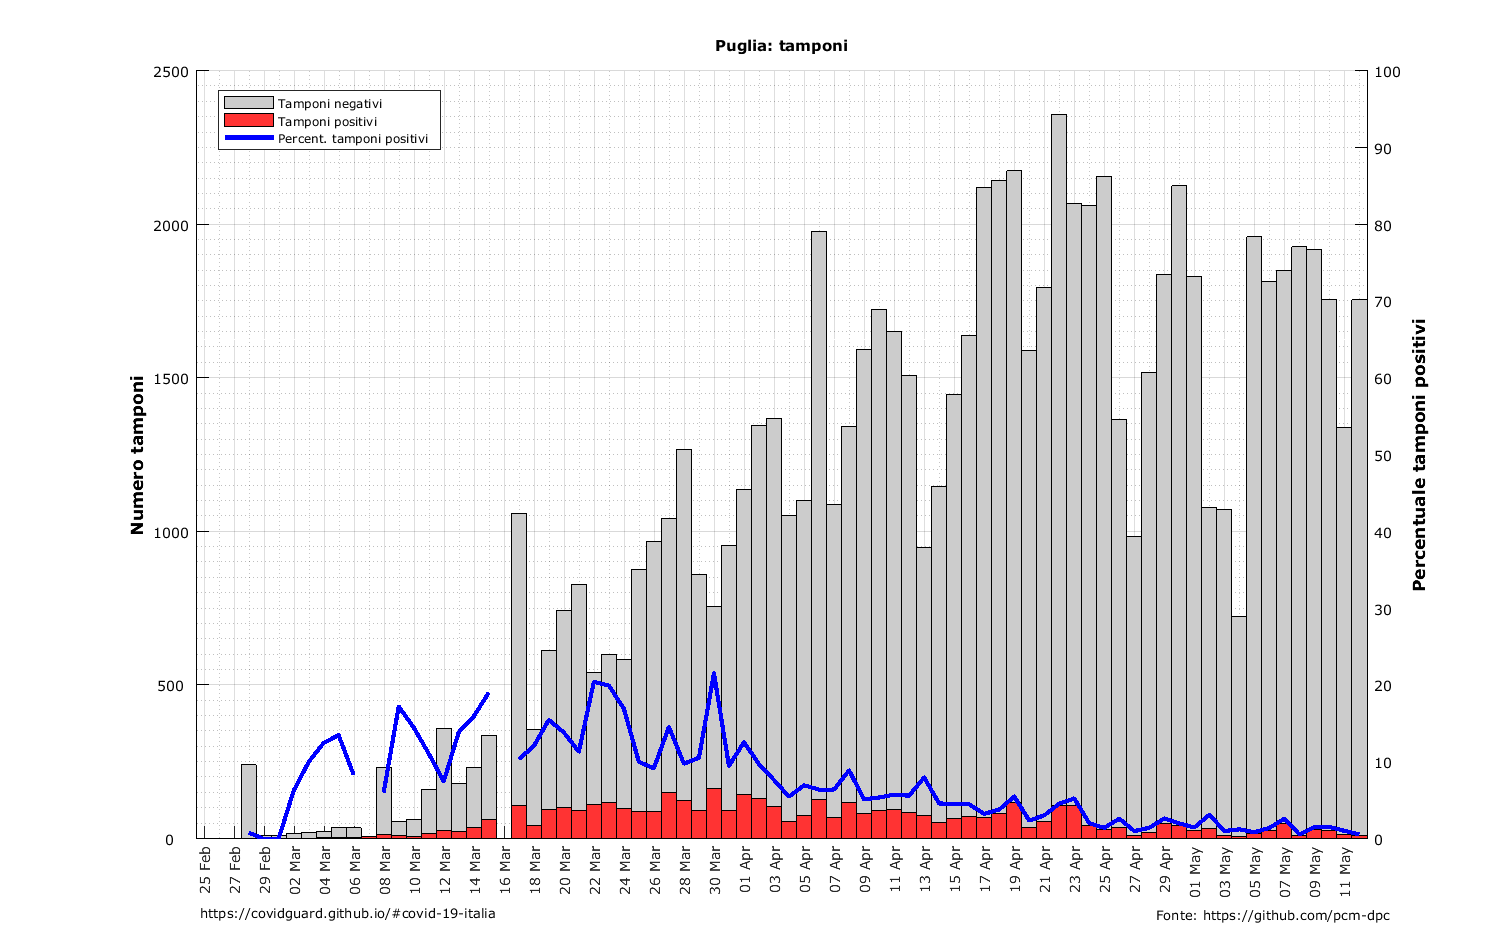 Puglia: tamponi
Tamponi negativi
Tamponi positivi
Percent. tamponi positivi
Numero tamponi
2500
2000
1500
1000
500
0
Percentuale tamponi positivi
100
90
80
70
60
50
40
30
20
10
0
25 Feb
27 Feb
29 Feb
02 Mar
04 Mar
06 Mar
08 Mar
10 Mar
12 Mar
14 Mar
16 Mar
18 Mar
20 Mar
22 Mar
24 Mar
26 Mar
28 Mar
30 Mar
01 Apr
03 Apr
05 Apr
07 Apr
09 Apr
11 Apr
13 Apr
15 Apr
17 Apr
19 Apr
21 Apr
23 Apr
25 Apr
27 Apr
29 Apr
01 May
03 May
05 May
07 May
09 May
11 May
https://covidguard.github.io/#covid-19-italia
Fonte: https://github.com/pcm-dpc